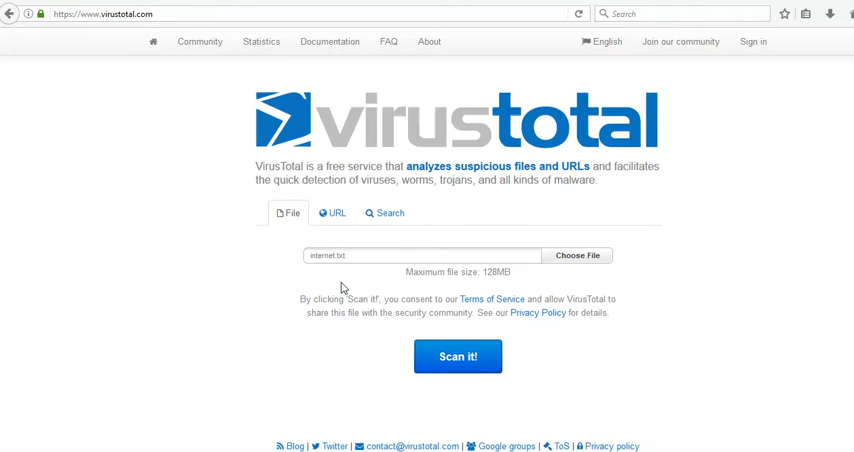 https://www.virustotal.com
Search
Community Statistics Documentation FAQ About English Join our community Sign in
virustotal
VirusTotal is a free service that analyzes suspicious files and URLs and facilitates
the quick detection of viruses, worms, trojans, and all kinds of malware.
File URL Search
internet.txt Choose File
Maximum file size: 128MB
By clicking 'Scan it!', you consent to our Terms of Service and allow VirusTotal to
share this file with the security community. See our Privacy Policy for details.
Scan it!
Blog | Twitter | contact@virustotal.com | Google groups | ToS | Privacy policy